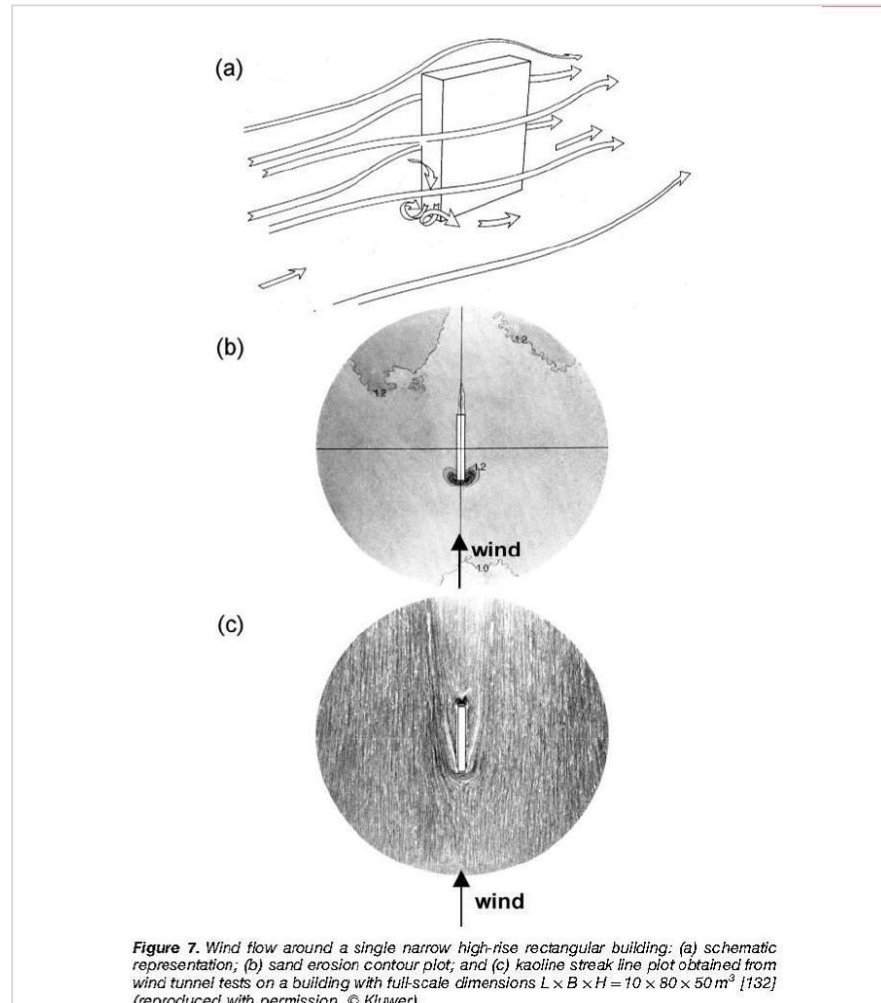 (a)
(b)
1.2
1.2
1.2
wind
1.0
(c)
wind
Figure 7. Wind flow around a single narrow high-rise rectangular building: (a) schematic
representation; (b) sand erosion contour plot; and (c) kaoline streak line plot obtained from
wind tunnel tests on a building with full-scale dimensions L × B × H = 10 × 80 × 50 m³ [132]
(reproduced with permission, © Kluwer)